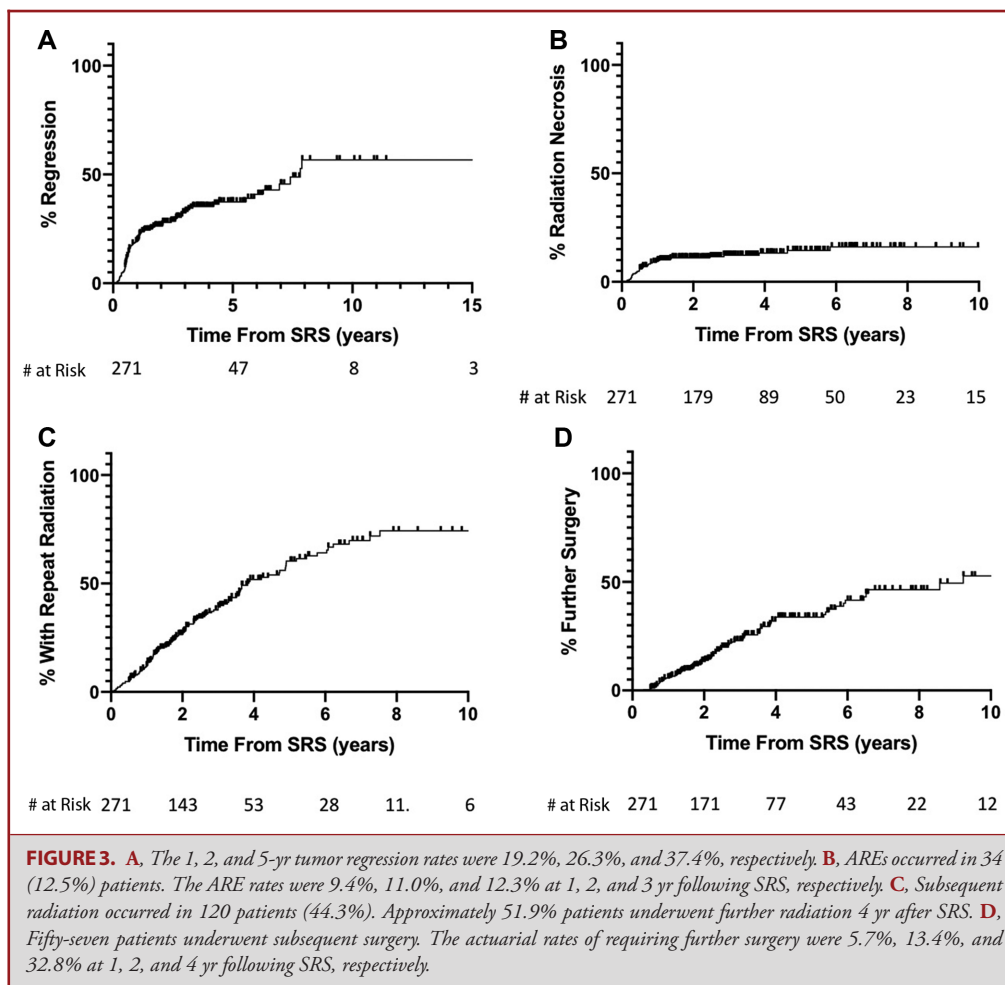 A
% Regression
100
50
0
0 5 10 15
Time From SRS (years)
# at Risk 271 47 8 3
B
% Radiation Necrosis
100
50
0
0 2 4 6 8 10
Time From SRS (years)
# at Risk 271 179 89 50 23 15
C
% With Repeat Radiation
100
50
0
0 2 4 6 8 10
Time From SRS (years)
# at Risk 271 143 53 28 11. 6
D
% Further Surgery
100
50
0
0 2 4 6 8 10
Time From SRS (years)
# at Risk 271 171 77 43 22 12
FIGURE 3. A, The 1, 2, and 5-yr tumor regression rates were 19.2%, 26.3%, and 37.4%, respectively. B, AREs occurred in 34
(12.5%) patients. The ARE rates were 9.4%, 11.0%, and 12.3% at 1, 2, and 3 yr following SRS, respectively. C, Subsequent
radiation occurred in 120 patients (44.3%). Approximately 51.9% patients underwent further radiation 4 yr after SRS. D,
Fifty-seven patients underwent subsequent surgery. The actuarial rates of requiring further surgery were 5.7%, 13.4%, and
32.8% at 1, 2, and 4 yr following SRS, respectively.